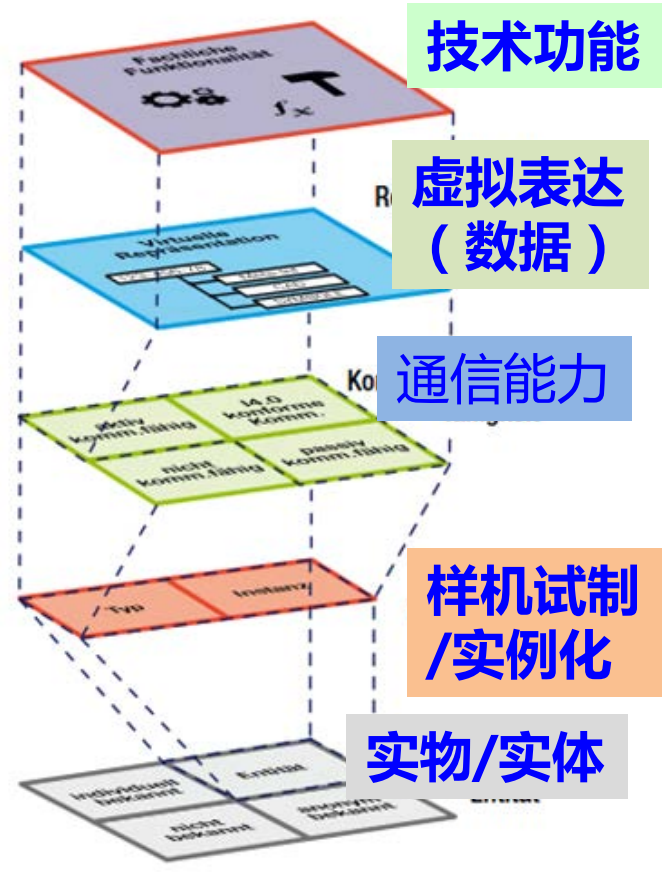 技术功能
Fachliche
Funktionalität
fx
虚拟表达
（数据）
Virtuelle
Repräsentation
通信能力
aktiv
komm.fähig
I4.0
konforme
Komm.
nicht
komm.fähig
passiv
komm.fähig
样机试制
/实例化
Typ
Instanz
实物/实体
individuell
bekannt
Entität
nicht
bekannt
anonym
bekannt
Entität